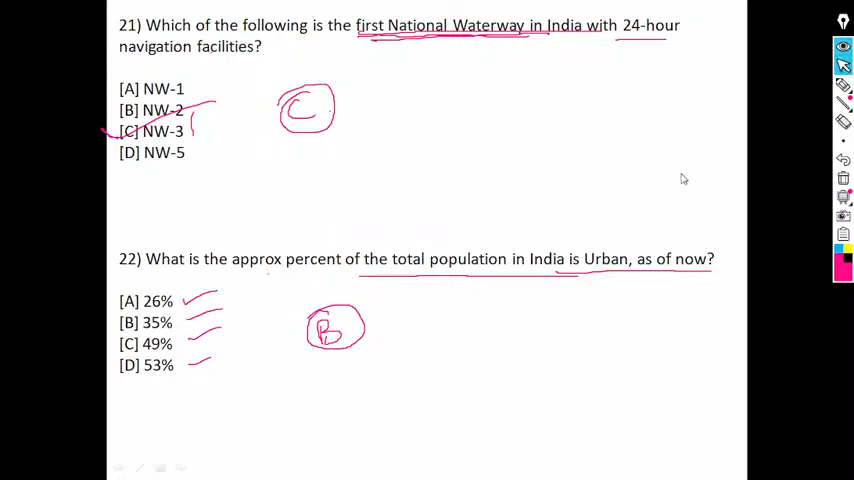 21) Which of the following is the first National Waterway in India with 24-hour
navigation facilities?
[A] NW-1
[B] NW-2
[C] NW-3
[D] NW-5
C
22) What is the approx percent of the total population in India is Urban, as of now?
[A] 26%
[B] 35%
[C] 49%
[D] 53%
B